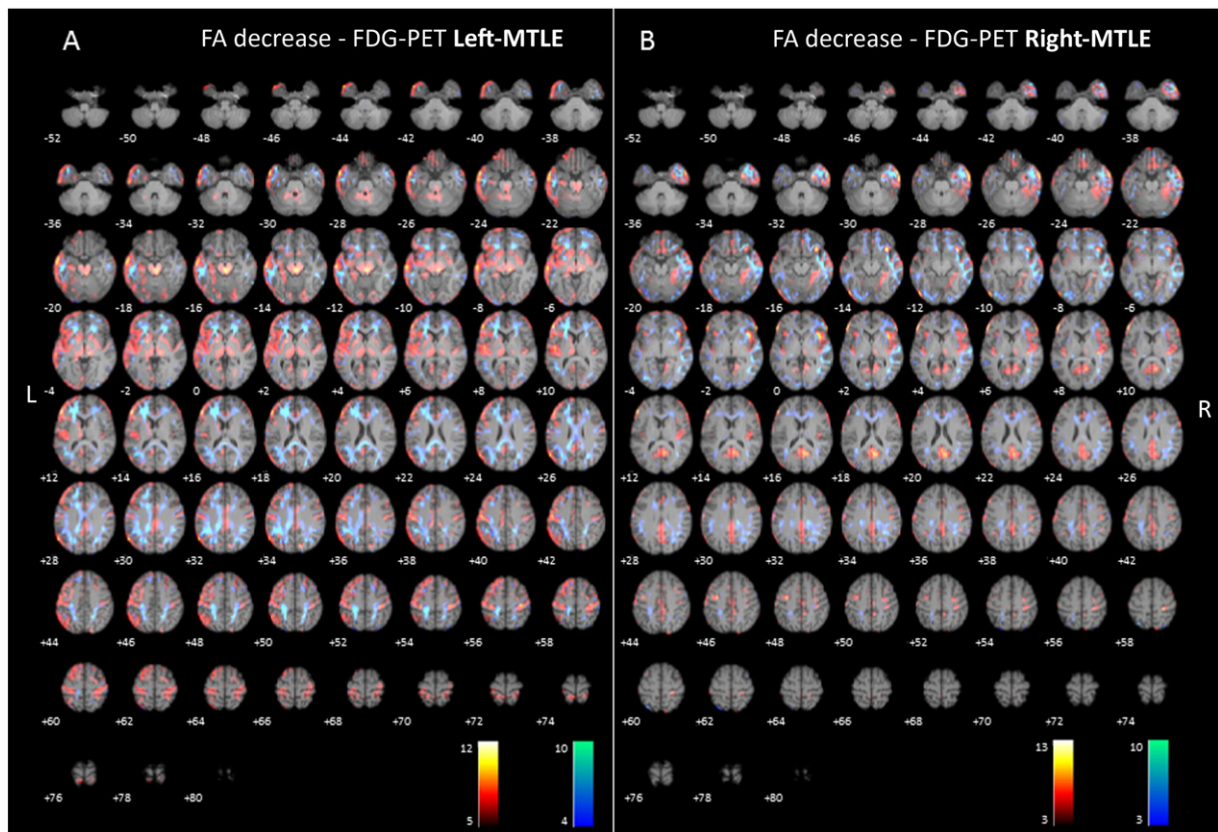 A
FA decrease - FDG-PET Left-MTLE
-52 -50 -48 -46 -44 -42 -40 -38
-36 -34 -32 -30 -28 -26 -24 -22
-20 -18 -16 -14 -12 -10 -8 -6
-4 -2 0 +2 +4 +6 +8 +10
L
+12 +14 +16 +18 +20 +22 +24 +26
+28 +30 +32 +34 +36 +38 +40 +42
+44 +46 +48 +50 +52 +54 +56 +58
+60 +62 +64 +66 +68 +70 +72 +74
+76 +78 +80
12 10
5 4
B
FA decrease - FDG-PET Right-MTLE
-52 -50 -48 -46 -44 -42 -40 -38
-36 -34 -32 -30 -28 -26 -24 -22
-20 -18 -16 -14 -12 -10 -8 -6
-4 -2 0 +2 +4 +6 +8 +10
R
+12 +14 +16 +18 +20 +22 +24 +26
+28 +30 +32 +34 +36 +38 +40 +42
+44 +46 +48 +50 +52 +54 +56 +58
+60 +62 +64 +66 +68 +70 +72 +74
+76 +78 +80
13 10
3 3